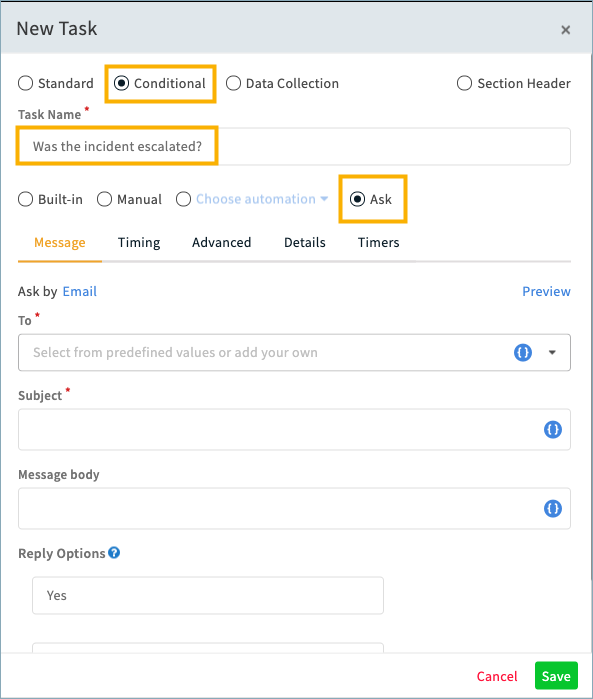 New Task ×
Standard Conditional Data Collection Section Header
Task Name *
Was the incident escalated?
Built-in Manual Choose automation Ask
Message Timing Advanced Details Timers
Ask by Email Preview
To *
Select from predefined values or add your own {}
Subject *
{}
Message body
{}
Reply Options ?
Yes
Cancel Save